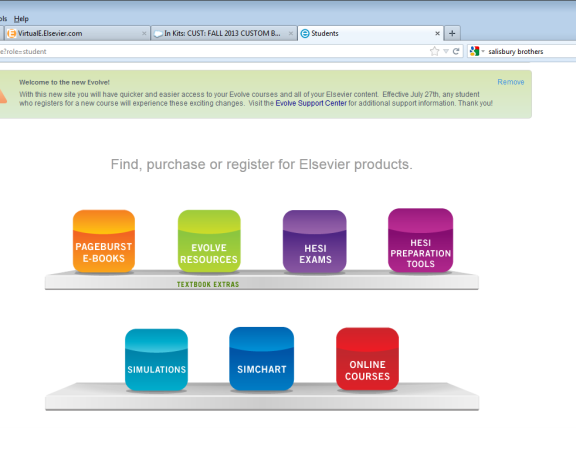 ols Help
VirtualE.Elsevier.com
In Kits: CUST: FALL 2013 CUSTOM B...
Students
e?role=student
salisbury brothers
Welcome to the new Evolve!
Remove
With this new site you will have quicker and easier access to your Evolve courses and all of your Elsevier content. Effective July 27th, any student
who registers for a new course will experience these exciting changes. Visit the Evolve Support Center for additional support information. Thank you!
Find, purchase or register for Elsevier products.
PAGEBURST
E-BOOKS
EVOLVE
RESOURCES
HESI
EXAMS
HESI
PREPARATION
TOOLS
TEXTBOOK EXTRAS
SIMULATIONS
SIMCHART
ONLINE
COURSES